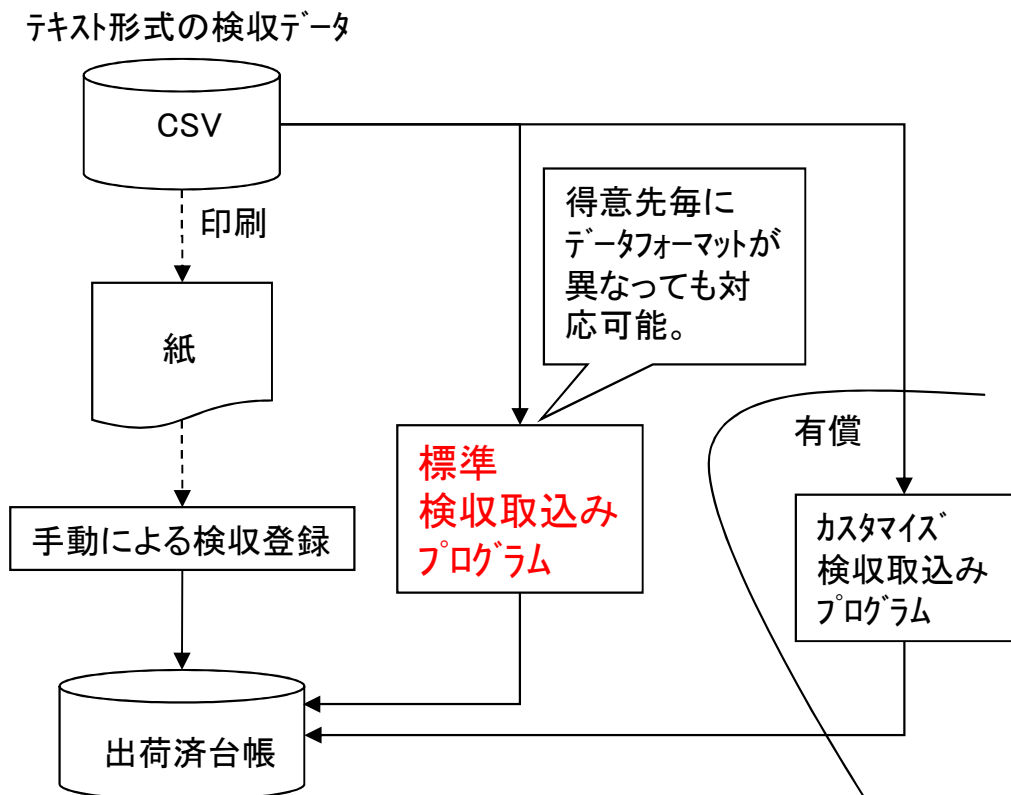 テキスト形式の検収ﾃﾞｰﾀ
CSV
印刷
紙
手動による検収登録
出荷済台帳
得意先毎に
ﾃﾞｰﾀﾌｫｰﾏｯﾄが
異なっても対
応可能。
標準
検収取込み
ﾌﾟﾛｸﾞﾗﾑ
有償
ｶｽﾀﾏｲｽﾞ
検収取込み
ﾌﾟﾛｸﾞﾗﾑ